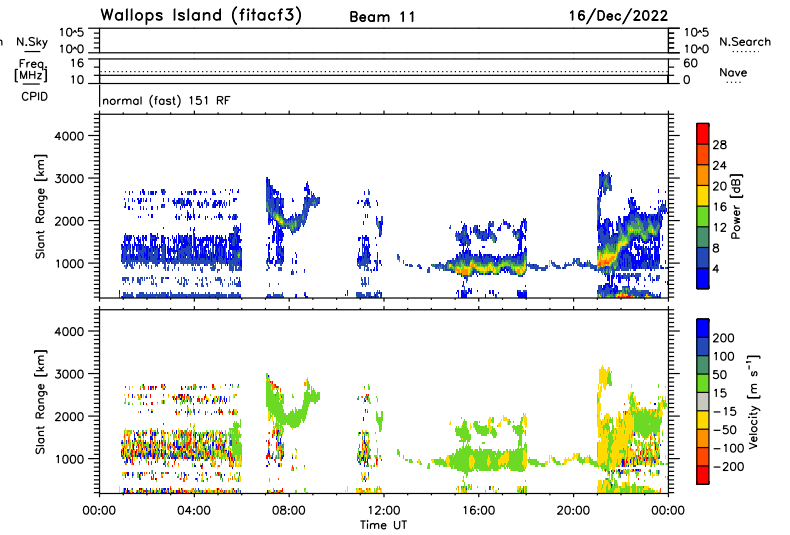 Wallops Island (fitacf3) Beam 11 16/Dec/2022
n N.Sky 10^5 10^0 10^5 10^0 N.Search
Freq. [MHz] 16 10 60 0 Nave
CPID normal (fast) 151 RF
Slant Range [km] 4000 3000 2000 1000
28 24 20 16 12 8 4 Power [dB]
Slant Range [km] 4000 3000 2000 1000
200 100 50 15 −15 −50 −100 −200 Velocity [m s^-1]
00:00 04:00 08:00 12:00 16:00 20:00 00:00
Time UT